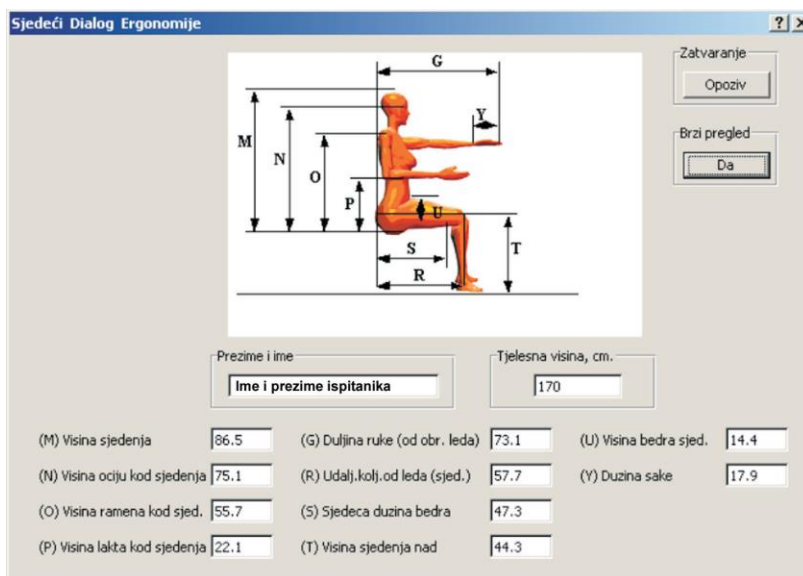 Sjedeći Dialog Ergonomije
Zatvaranje
Opoziv
Brzi pregled
Da
G
Y
M
N
O
P
U
S
T
R
Prezime i ime
Ime i prezime ispitanika
Tjelesna visina, cm.
170
(M) Visina sjedenja 86.5 (G) Duljina ruke (od obr. leda) 73.1 (U) Visina bedra sjed. 14.4
(N) Visina ociju kod sjedenja 75.1 (R) Udalj.kolj.od leda (sjed.) 57.7 (Y) Duzina sake 17.9
(O) Visina ramena kod sjed. 55.7 (S) Sjedeca duzina bedra 47.3
(P) Visina lakta kod sjedenja 22.1 (T) Visina sjedenja nad 44.3